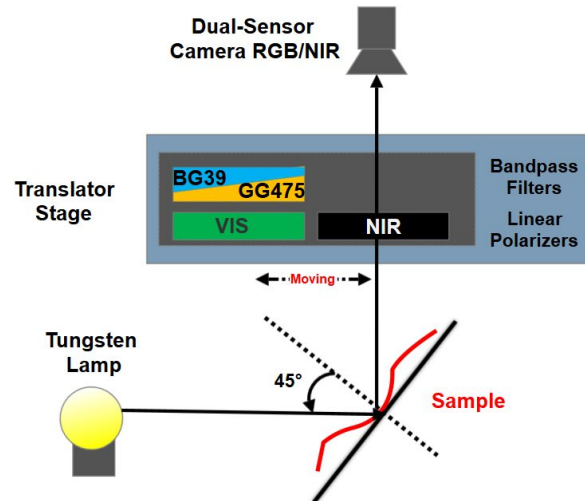 Dual-Sensor
Camera RGB/NIR
Translator
Stage
BG39
GG475
Bandpass
Filters
VIS
NIR
Linear
Polarizers
Moving
Tungsten
Lamp
45°
Sample